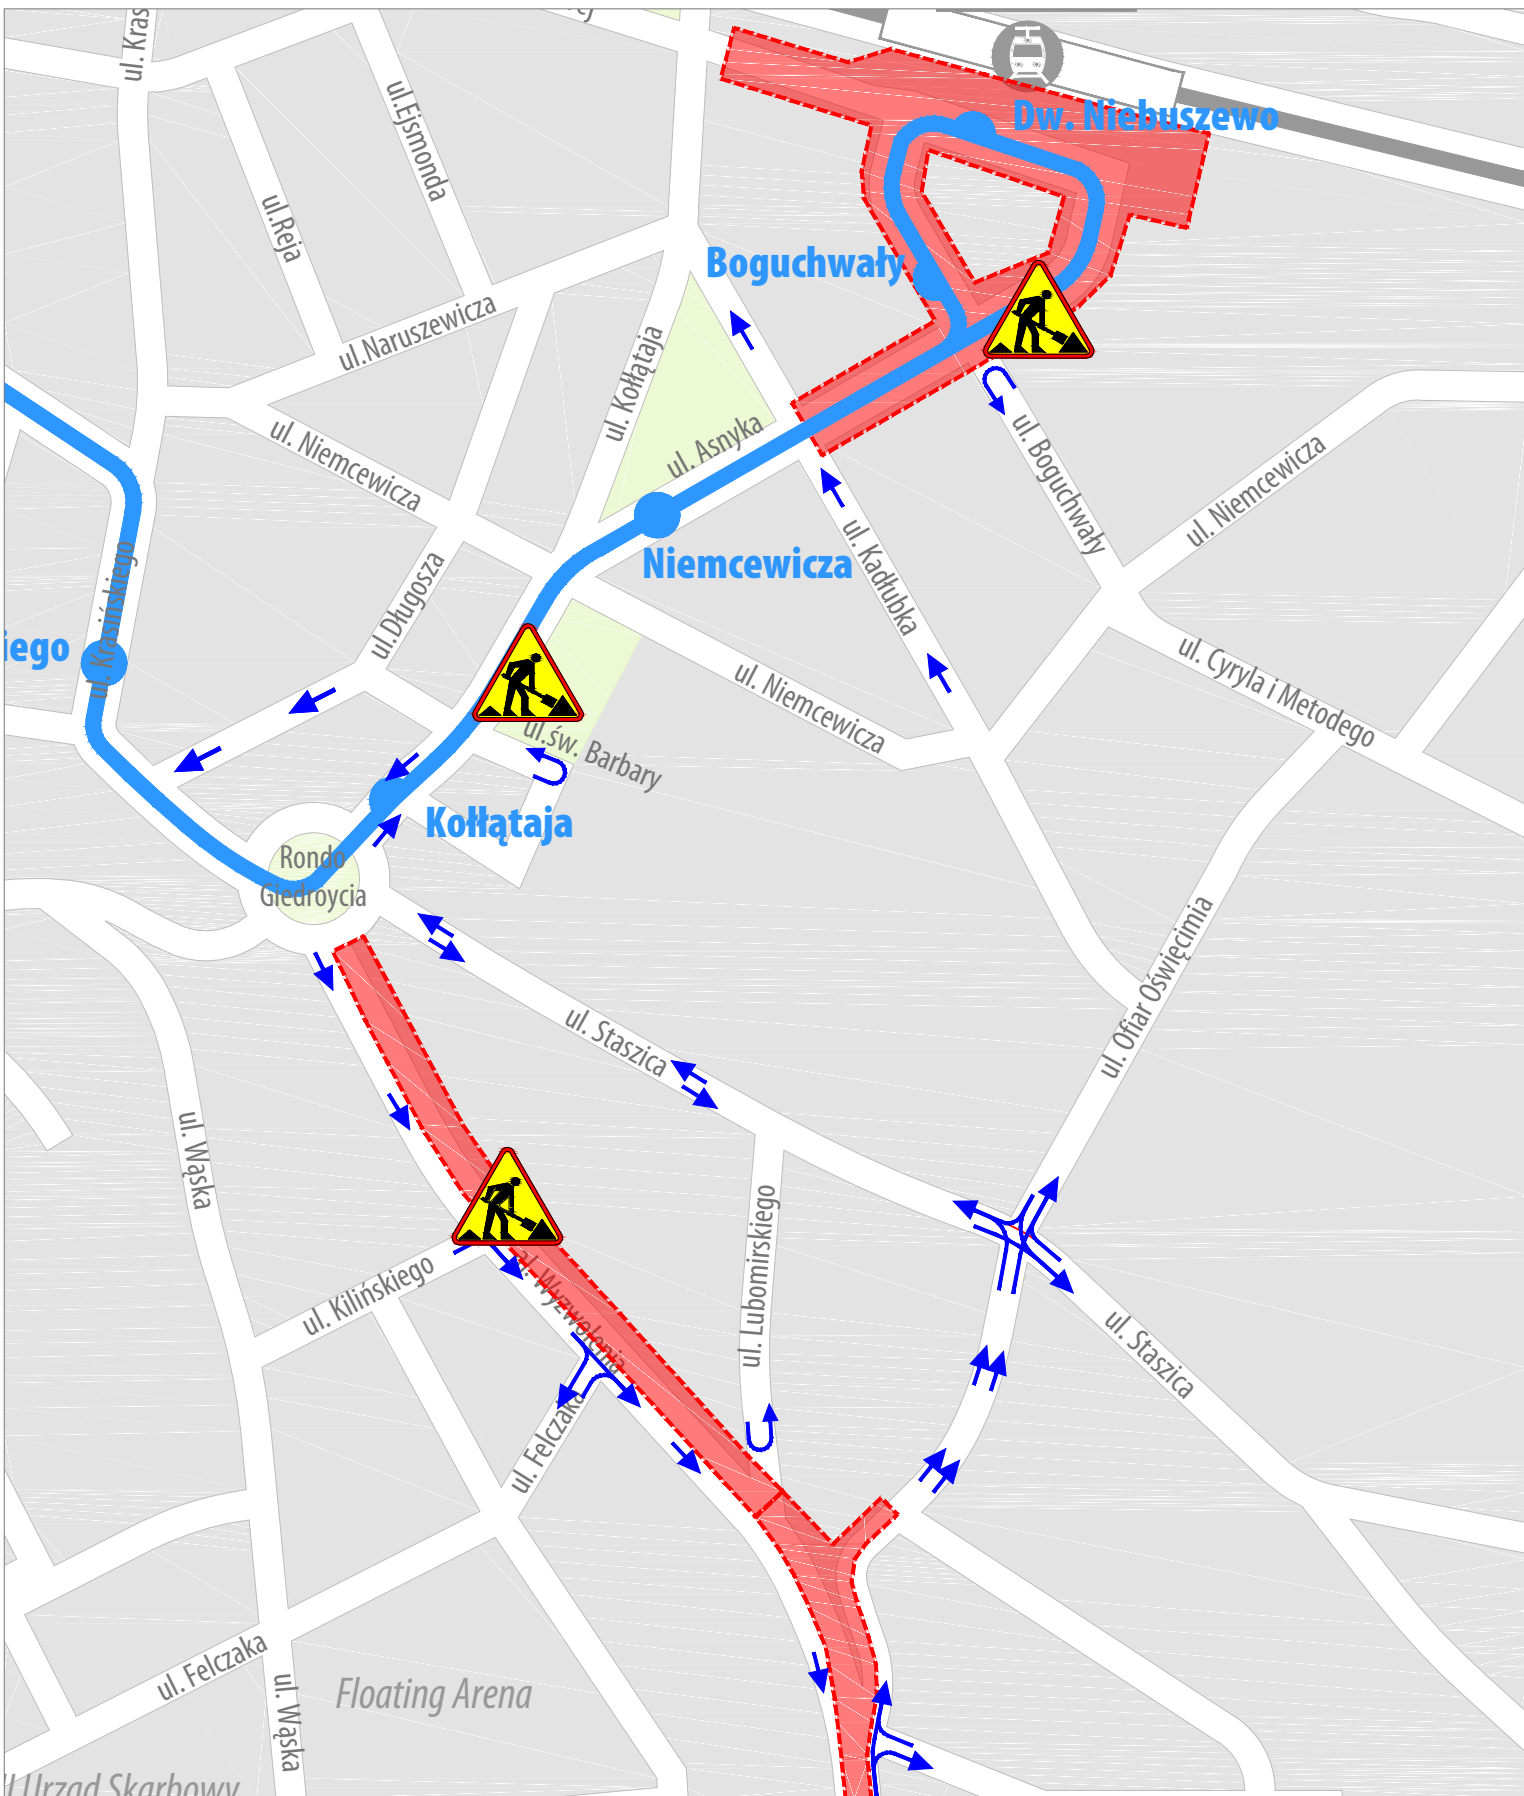 ul. Kras
ul.Ejsmonda
Dw. Niebuszewo
ul.Reja
Boguchwały
ul.Naruszewicza
ul. Kołłątaja
ul. Niemcewicza
ul. Asnyka
ul. Boguchwały
ul. Niemcewicza
Niemcewicza
ul. Kadłubka
ul. Krasińskiego
ul.Długosza
iego
ul. Cyryla i Metodego
ul. Niemcewicza
ul.św. Barbary
Kołłątaja
Rondo
Giedroycia
ul. Ofiar Oświęcimia
ul. Staszica
ul. Wąska
ul. Lubomirskiego
ul. Kilińskiego
al. Wyzwolenia
ul. Staszica
ul. Felczaka
ul. Felczaka
Floating Arena
ul. Wąska
Urząd Skarbowy